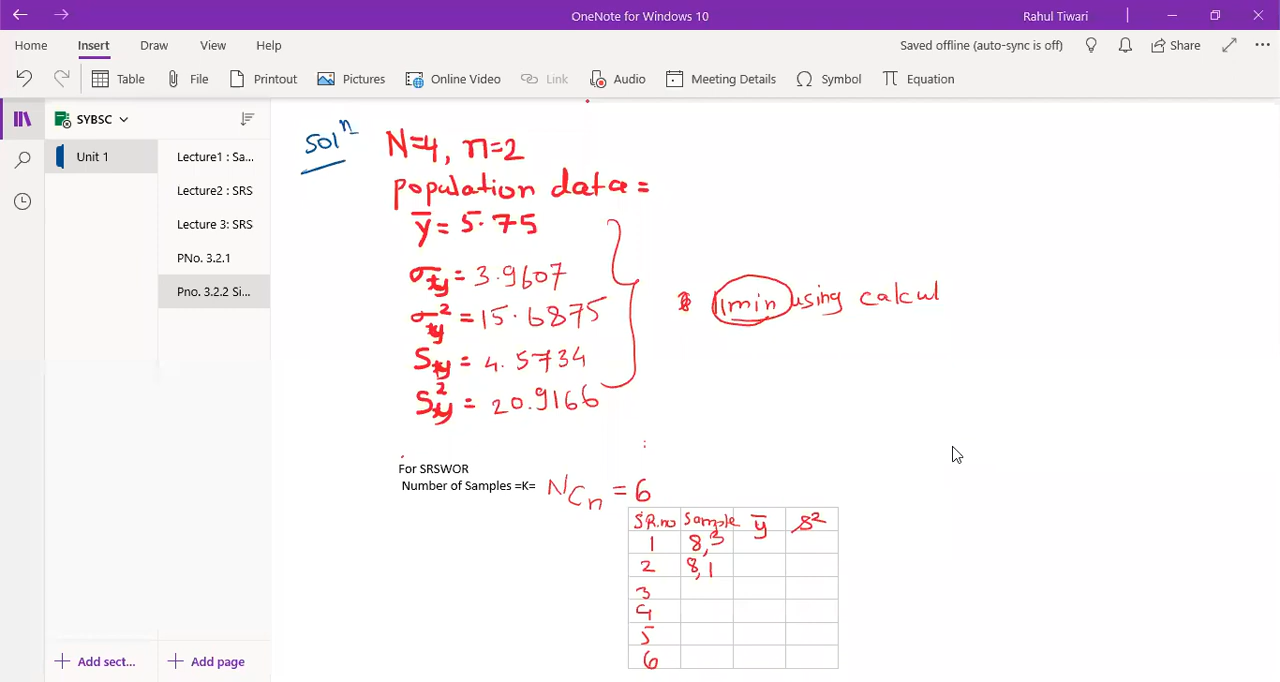 OneNote for Windows 10
Rahul Tiwari
Home Insert Draw View Help
Saved offline (auto-sync is off) Share
Table File Printout Pictures Online Video Link Audio Meeting Details Symbol Equation
SYBSC
Unit 1
Lecture1 : Sa...
Lecture2 : SRS
Lecture 3: SRS
PNo. 3.2.1
Pno. 3.2.2 Si...
Add sect...
Add page
Solⁿ
N=4, n=2
population data =
ȳ = 5.75
σy = 3.9607
σy² = 15.6875
Sy = 4.5734
Sy² = 20.9166
1min using calcul
For SRSWOR
Number of Samples =K= NCn = 6
SR.no Sample ȳ s²
1 8,3
2 8,1
3
4
5
6